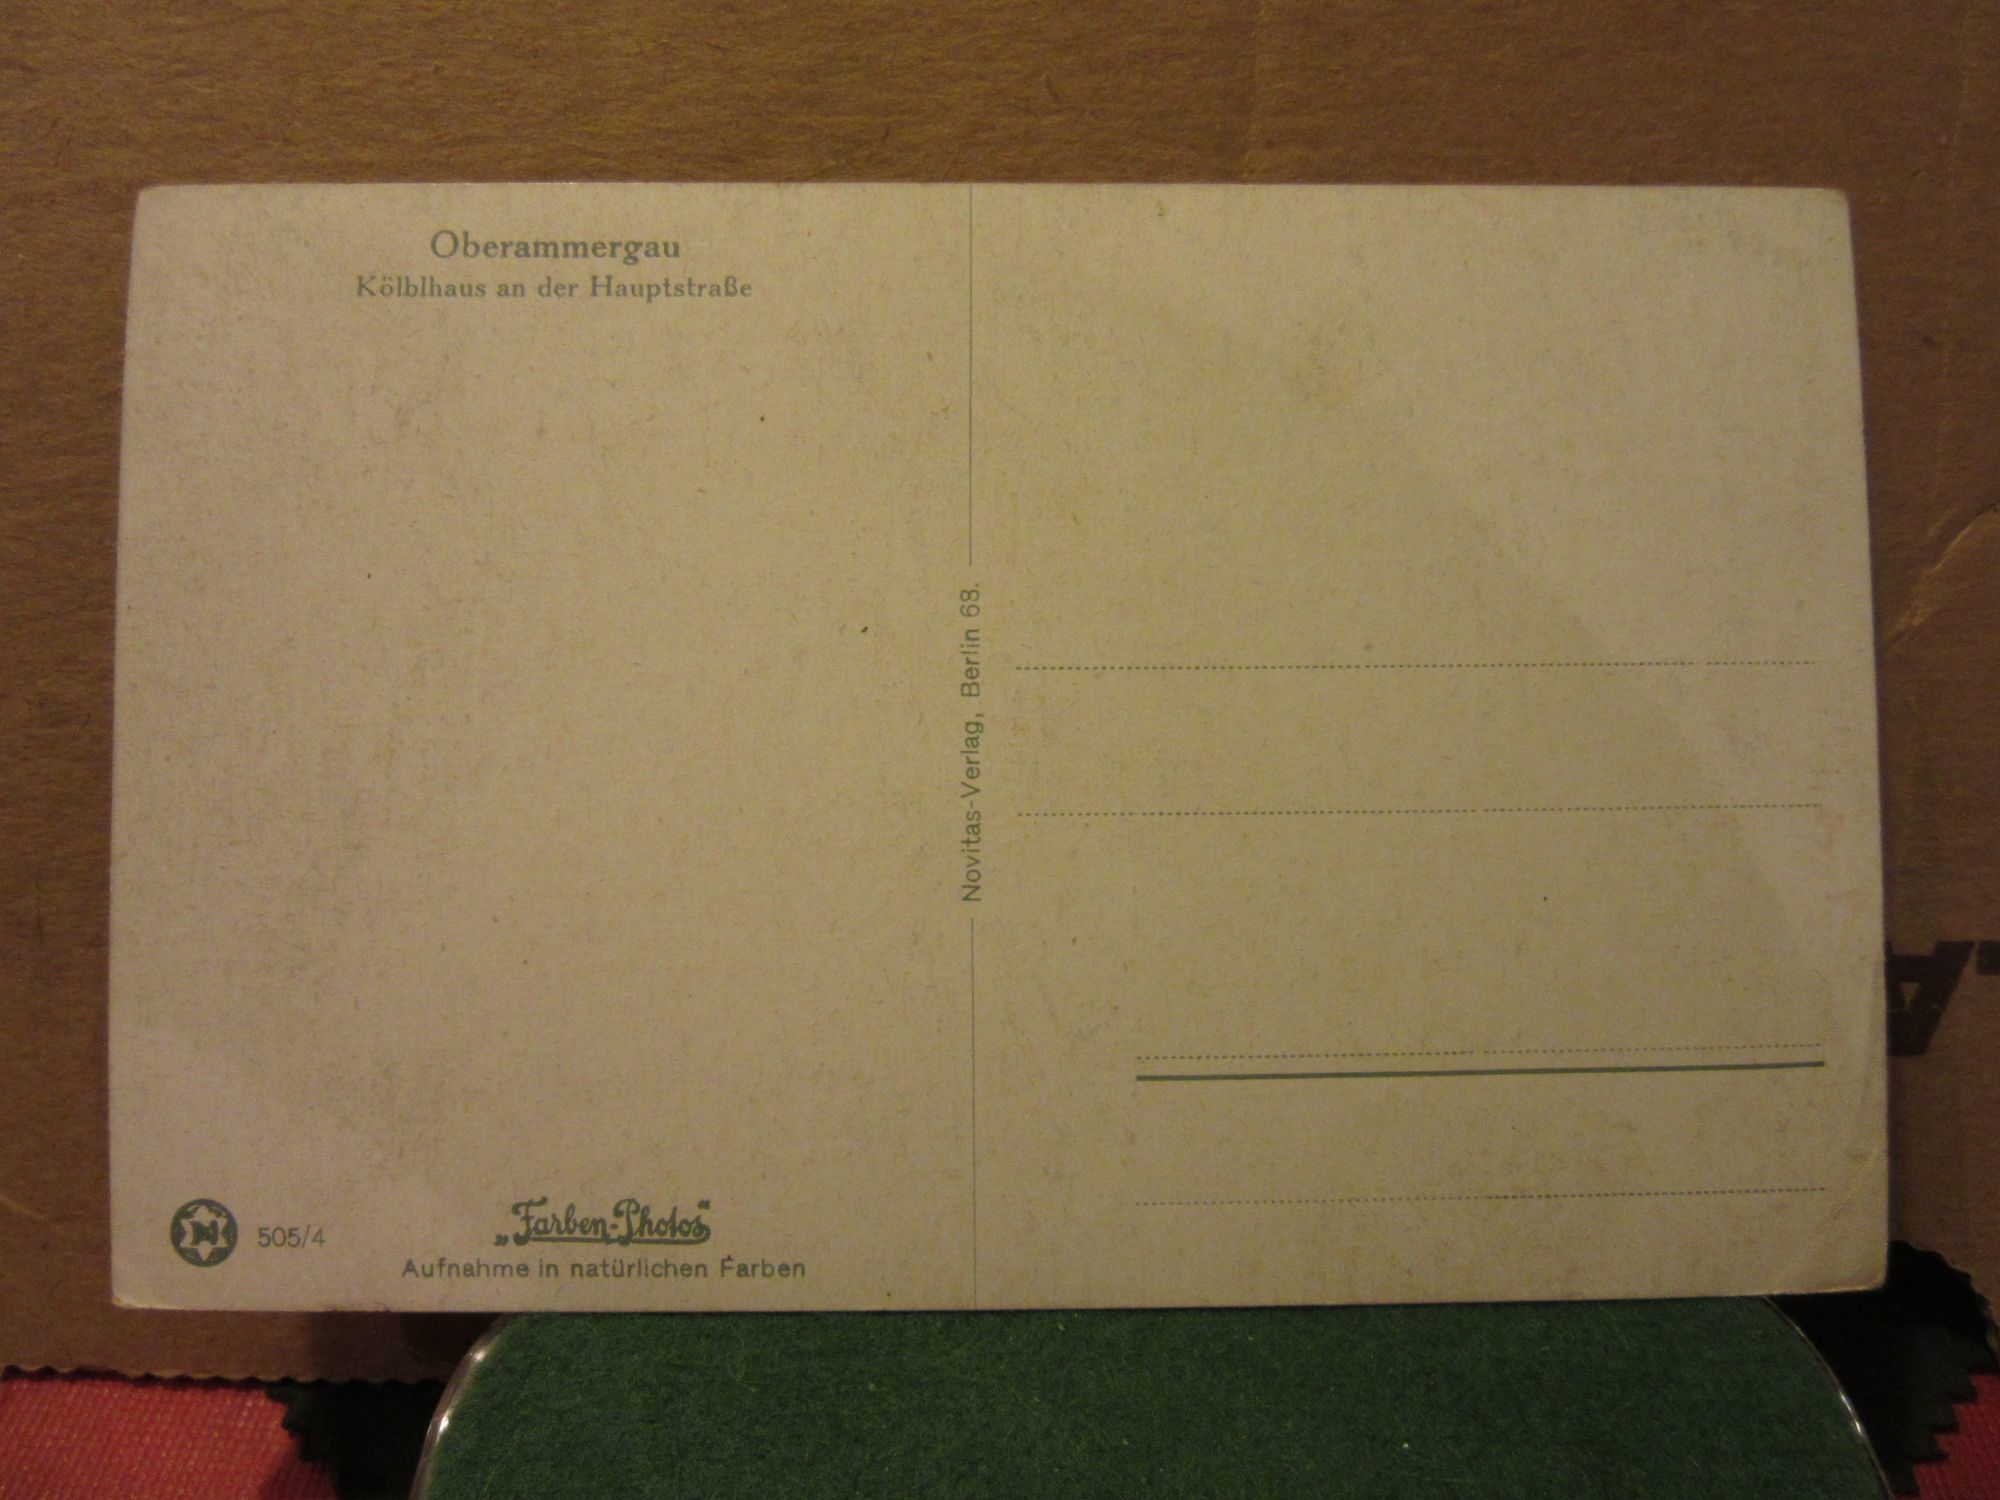 Oberammergau
Kölblhaus an der Hauptstraße
Novitas-Verlag, Berlin 68.
N
505/4
„Farben-Photos“
Aufnahme in natürlichen Farben